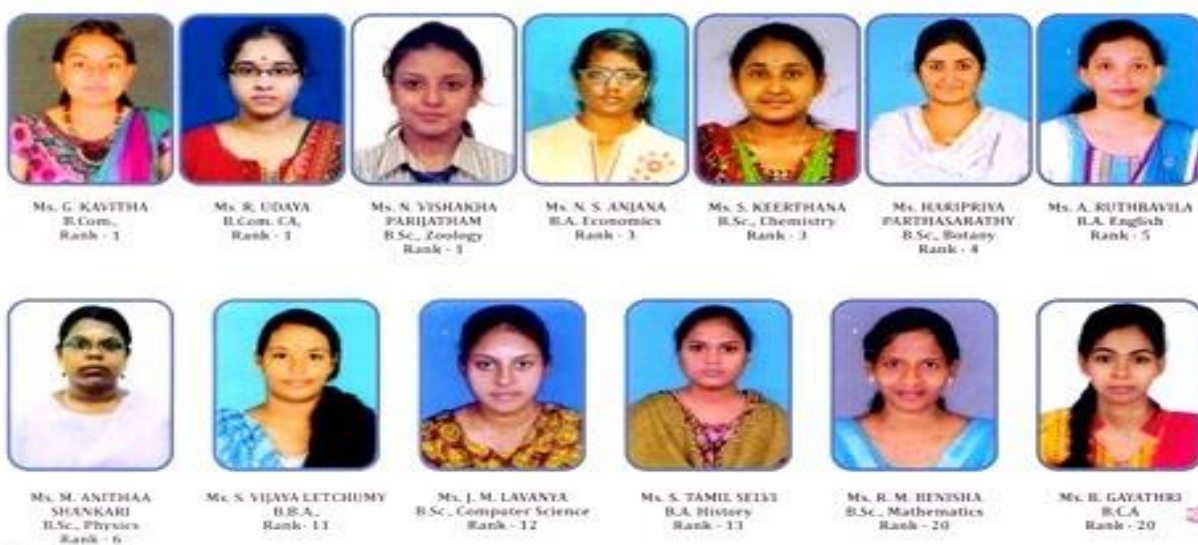 Ms. G. KAVITHA
B.Com.,
Rank - 1
Ms. R. UDAYA
B.Com. CA,
Rank - 1
Ms. N. VISHAKHA
PARIJATHAM
B.Sc., Zoology
Rank - 1
Ms. N. S. ANJANA
B.A. Economics
Rank - 3
Ms. S. KEERTHANA
B.Sc., Chemistry
Rank - 3
Ms. HARIPRIYA
PARTHASARATHY
B.Sc., Botany
Rank - 4
Ms. A. RUTHBAVILA
B.A. English
Rank - 5
Ms. M. ANITHAA
SHANKARI
B.Sc., Physics
Rank - 6
Ms. S. VIJAYA LETCHUMY
B.B.A.,
Rank- 11
Ms. J. M. LAVANYA
B.Sc., Computer Science
Rank - 12
Ms. S. TAMIL SELVI
B.A. History
Rank - 13
Ms. R. M. BENISHA
B.Sc., Mathematics
Rank - 20
Ms. GAYATHRI
B.C.A
Rank - 20